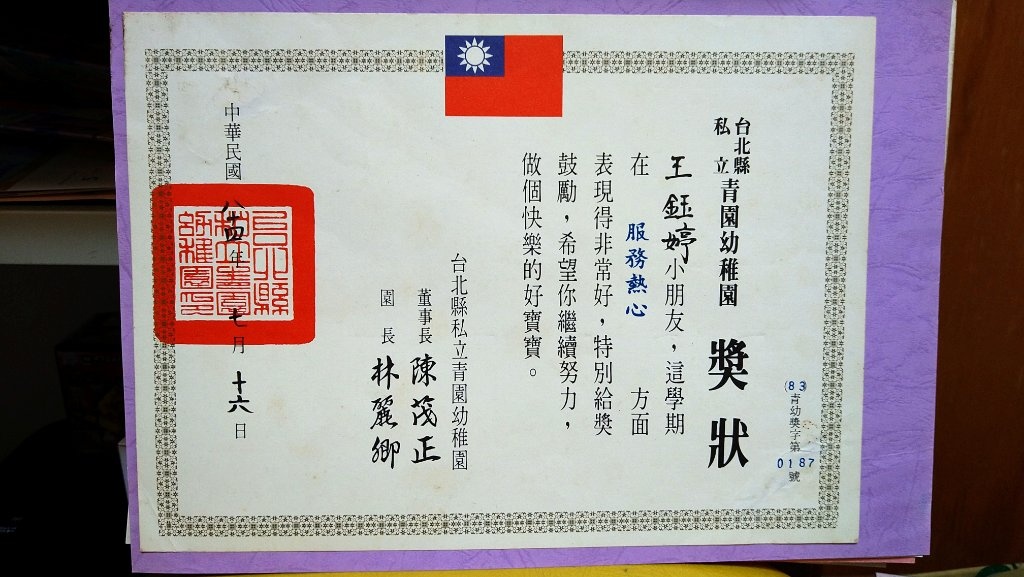 (83)青幼獎字第0187號
台北縣私立青園幼稚園 獎狀
王鈺婷小朋友,這學期
在 服務熱心 方面
表現得非常好,特別給獎
鼓勵,希望你繼續努力,
做個快樂的好寶寶。
台北縣私立青園幼稚園
董事長 陳茂正
園長 林麗卿
中華民國八十四年七月十六日